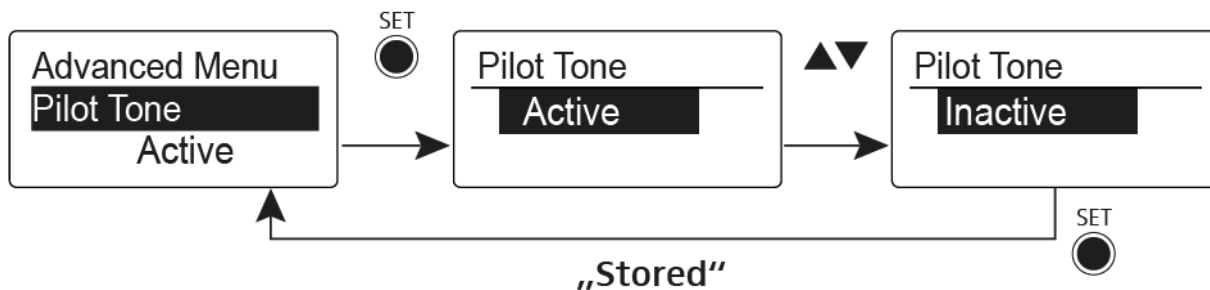 SET
Advanced Menu
Pilot Tone
Active
Pilot Tone
Active
▲▼
Pilot Tone
Inactive
SET
„Stored“